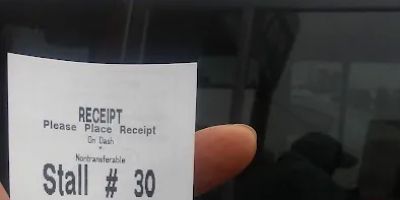 RECEIPT
Please Place Receipt
On Dash
Nontransferable
Stall # 30